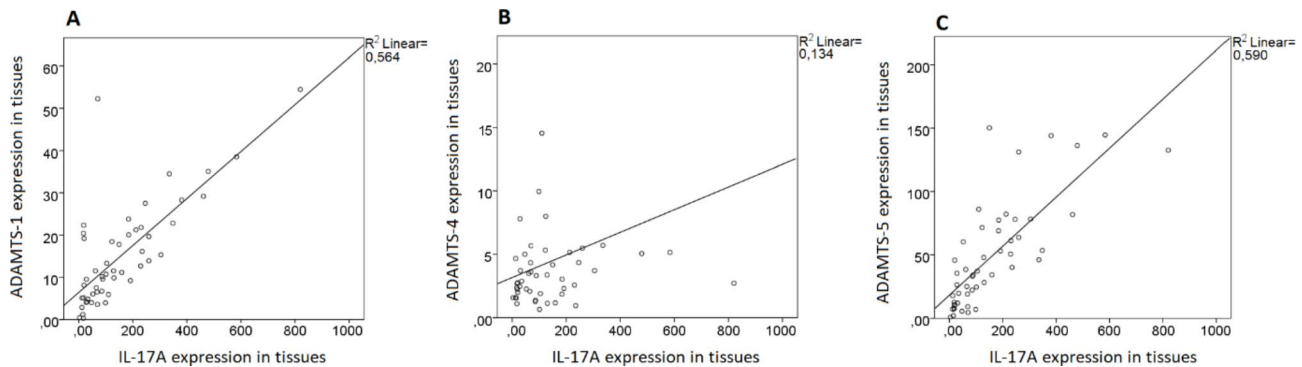 A
R² Linear=
0,564
ADAMTS-1 expression in tissues
60
50
40
30
20
10
,00
,00 200 400 600 800 1000
IL-17A expression in tissues
B
R² Linear=
0,134
ADAMTS-4 expression in tissues
20
15
10
5
,00
,00 200 400 600 800 1000
IL-17A expression in tissues
C
R² Linear=
0,590
ADAMTS-5 expression in tissues
200
150
100
50
,00
,00 200 400 600 800 1000
IL-17A expression in tissues